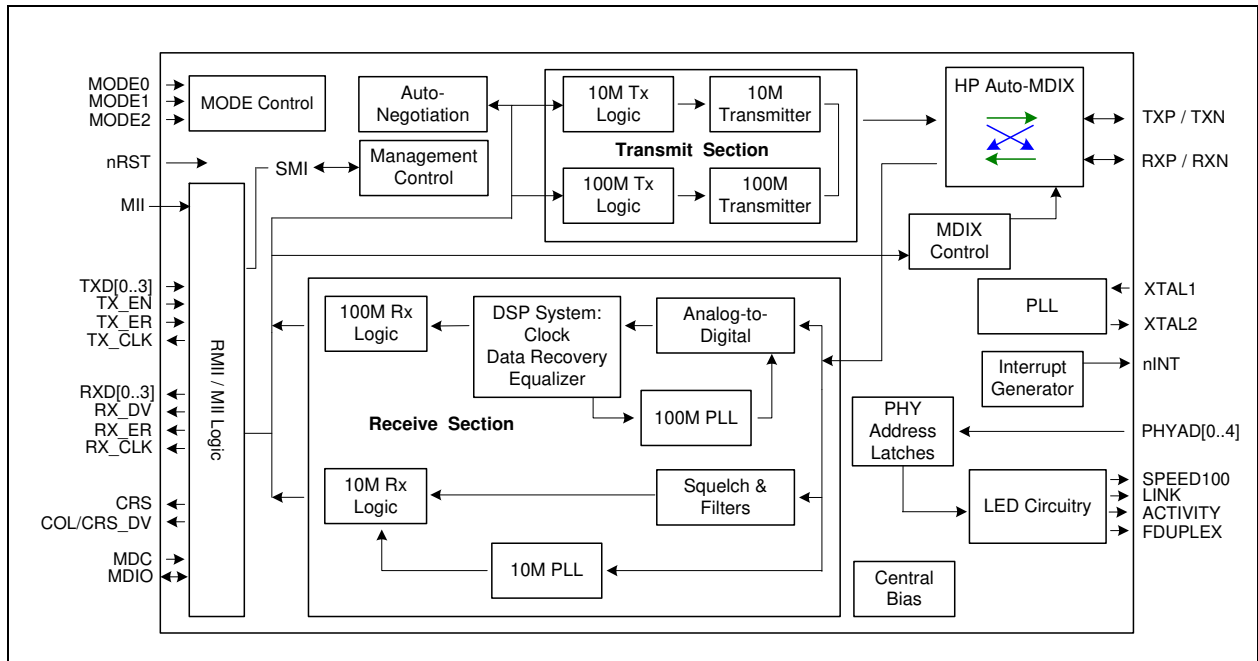 MODE0
MODE1
MODE2
MODE Control
nRST
SMI
MII
Auto-
Negotiation
Management
Control
10M Tx
Logic
10M
Transmitter
Transmit Section
100M Tx
Logic
100M
Transmitter
HP Auto-MDIX
TXP / TXN
RXP / RXN
MDIX
Control
TXD[0..3]
TX_EN
TX_ER
TX_CLK
RXD[0..3]
RX_DV
RX_ER
RX_CLK
CRS
COL/CRS_DV
MDC
MDIO
RMII / MII Logic
100M Rx
Logic
DSP System:
Clock
Data Recovery
Equalizer
Analog-to-
Digital
100M PLL
Receive Section
10M Rx
Logic
Squelch &
Filters
10M PLL
PLL
XTAL1
XTAL2
Interrupt
Generator
nINT
PHY
Address
Latches
PHYAD[0..4]
LED Circuitry
SPEED100
LINK
ACTIVITY
FDUPLEX
Central
Bias